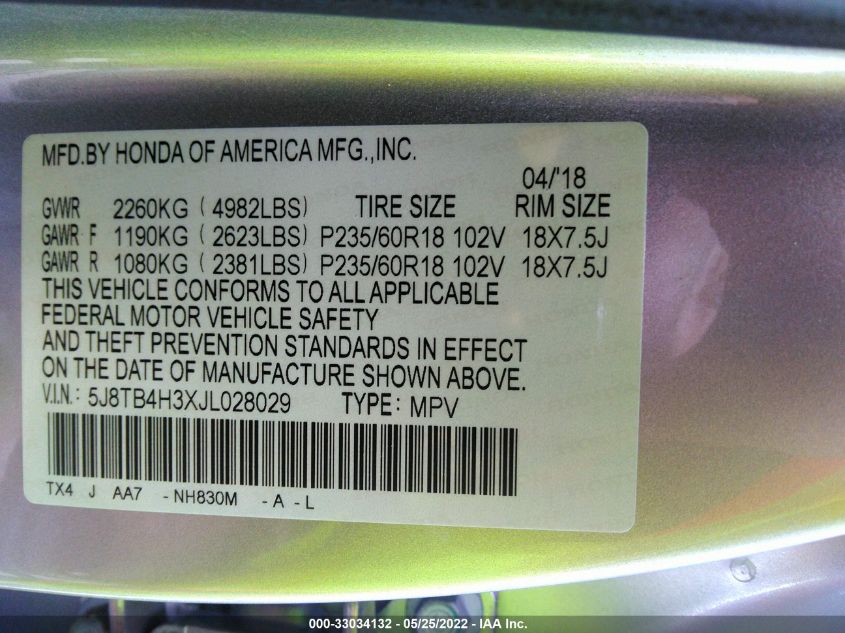 MFD.BY HONDA OF AMERICA MFG.,INC.
04/'18
GVWR 2260KG ( 4982LBS) TIRE SIZE RIM SIZE
GAWR F 1190KG ( 2623LBS) P235/60R18 102V 18X7.5J
GAWR R 1080KG ( 2381LBS) P235/60R18 102V 18X7.5J
THIS VEHICLE CONFORMS TO ALL APPLICABLE
FEDERAL MOTOR VEHICLE SAFETY
AND THEFT PREVENTION STANDARDS IN EFFECT
ON THE DATE OF MANUFACTURE SHOWN ABOVE.
V.I.N.: 5J8TB4H3XJL028029 TYPE: MPV
TX4 J AA7 -NH830M -A -L
000-33034132 - 05/25/2022 - IAA Inc.